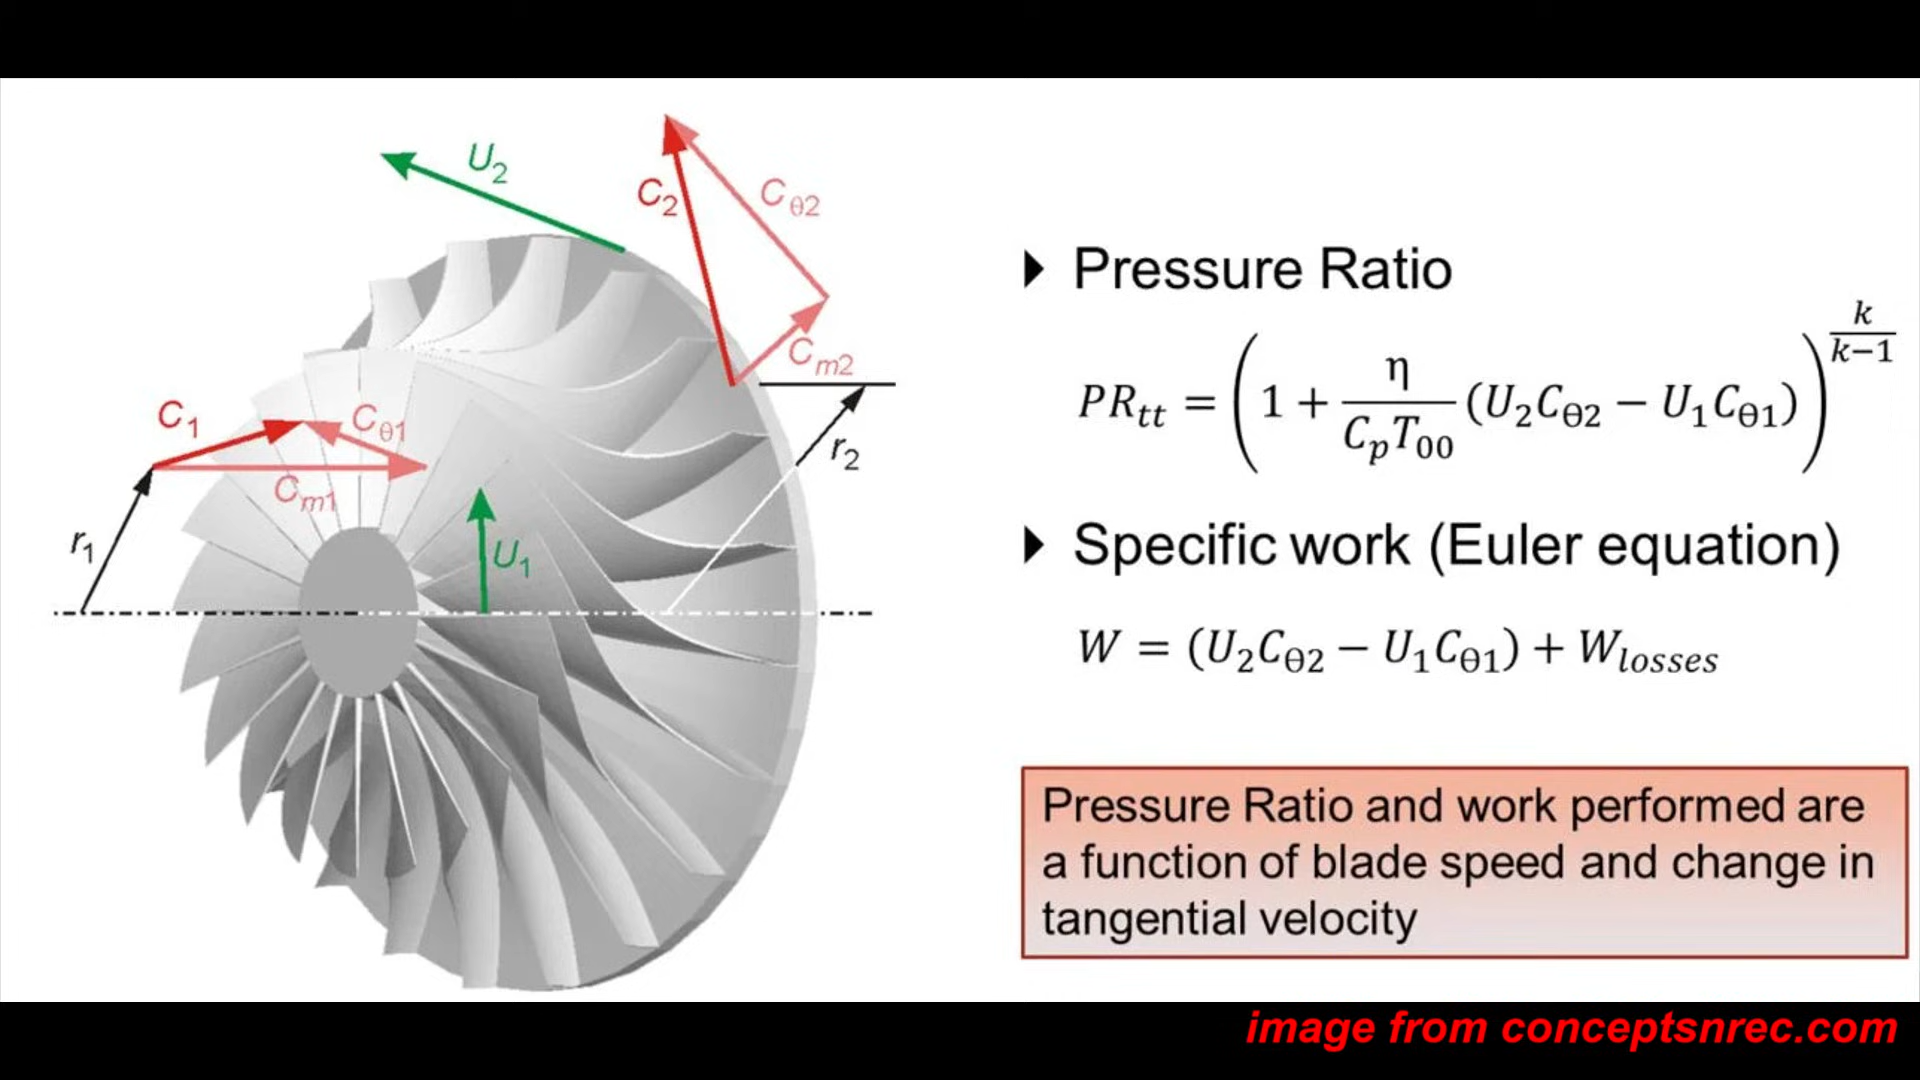 U2
C2
Cθ2
Cm2
C1
Cθ1
Cm1
r2
r1
U1
Pressure Ratio
PRtt = (1 + η/(CpT00) (U2Cθ2 − U1Cθ1))^(k/(k−1))
Specific work (Euler equation)
W = (U2Cθ2 − U1Cθ1) + Wlosses
Pressure Ratio and work performed are
a function of blade speed and change in
tangential velocity
image from conceptsnrec.com